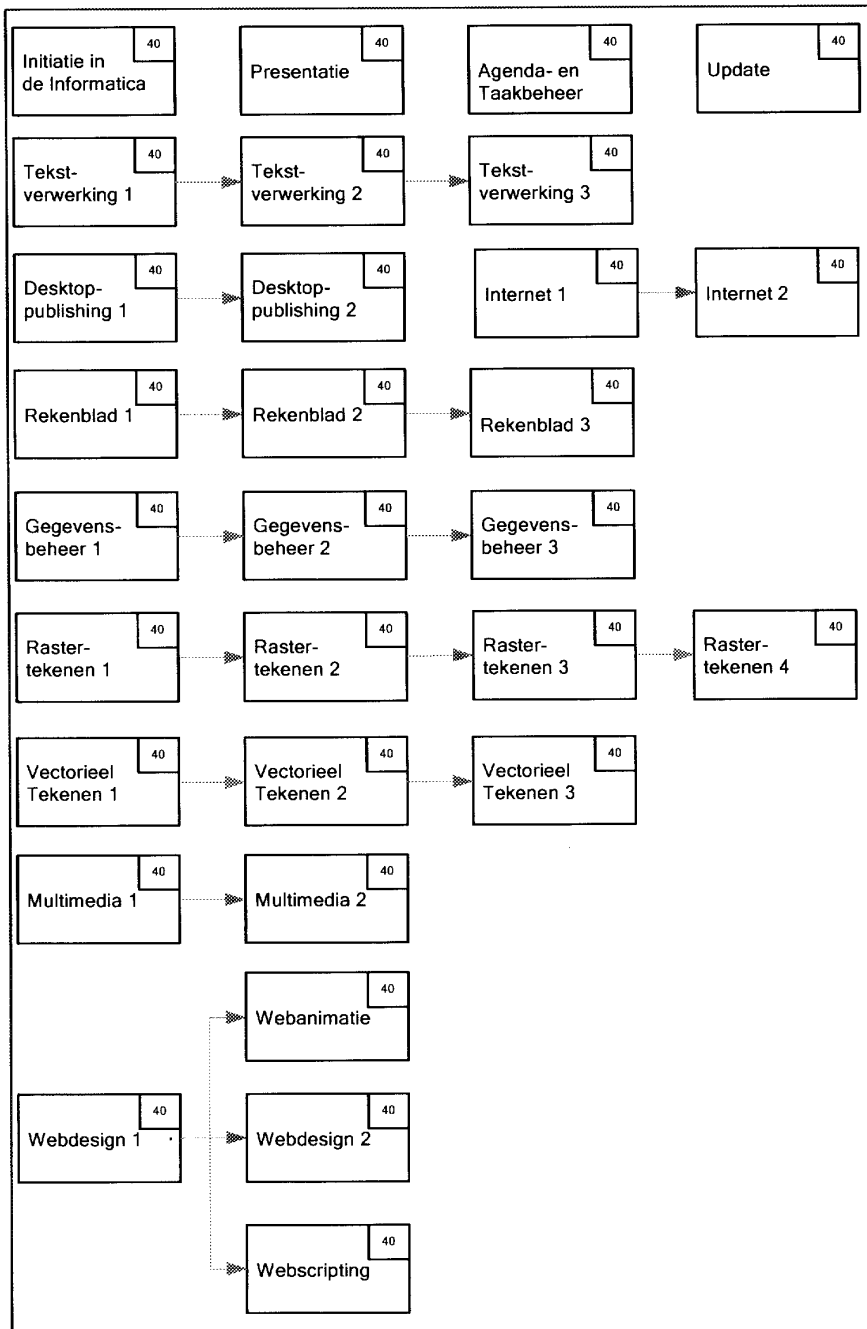 40
Initiatie in
de Informatica
40
Presentatie
40
Agenda- en
Taakbeheer
40
Update
40
Tekst-
verwerking 1
40
Tekst-
verwerking 2
40
Tekst-
verwerking 3
40
Desktop-
publishing 1
40
Desktop-
publishing 2
40
Internet 1
40
Internet 2
40
Rekenblad 1
40
Rekenblad 2
40
Rekenblad 3
40
Gegevens-
beheer 1
40
Gegevens-
beheer 2
40
Gegevens-
beheer 3
40
Raster-
tekenen 1
40
Raster-
tekenen 2
40
Raster-
tekenen 3
40
Raster-
tekenen 4
40
Vectorieel
Tekenen 1
40
Vectorieel
Tekenen 2
40
Vectorieel
Tekenen 3
40
Multimedia 1
40
Multimedia 2
40
Webanimatie
40
Webdesign 1
40
Webdesign 2
40
Webscripting